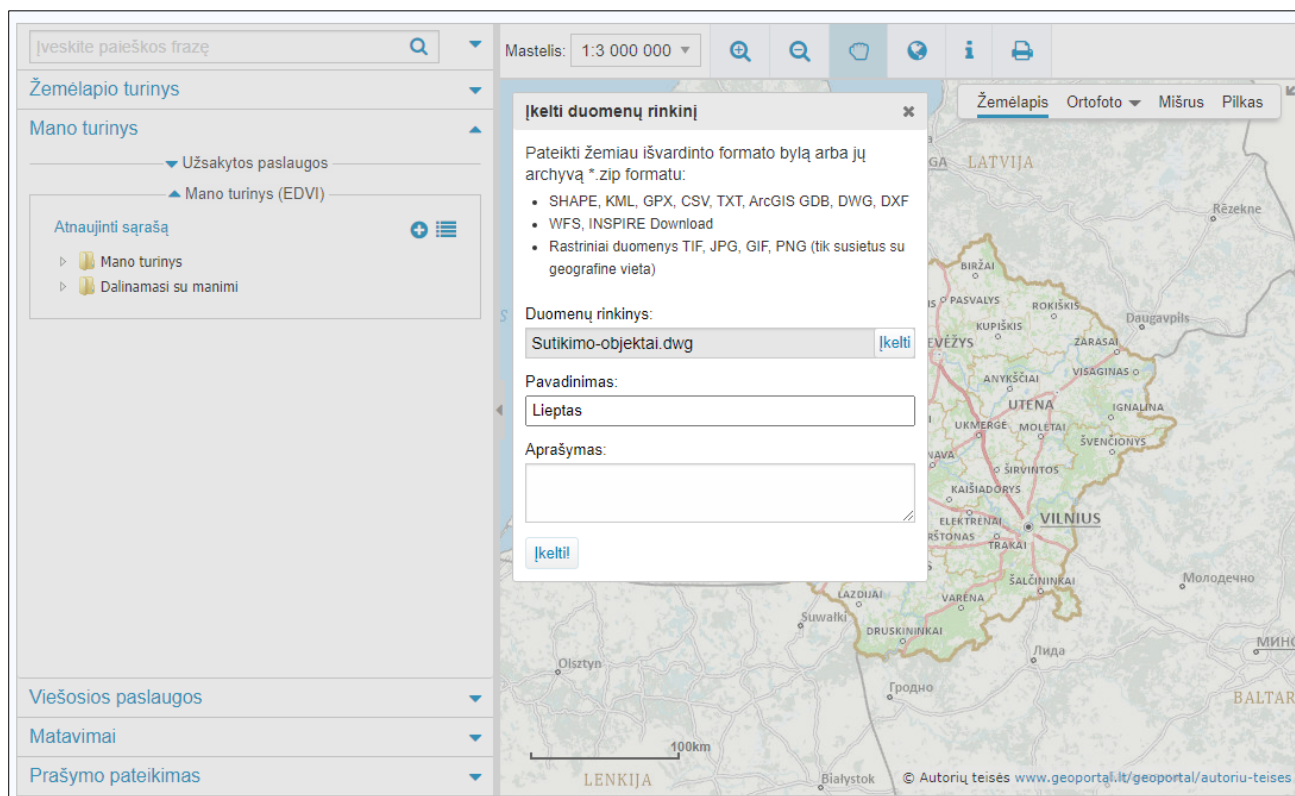 Įveskite paieškos frazę
Žemėlapio turinys
Mano turinys
Užsakytos paslaugos
Mano turinys (EDVI)
Atnaujinti sąrašą
Mano turinys
Dalinamasi su manimi
Viešosios paslaugos
Matavimai
Prašymo pateikimas
Mastelis: 1:3 000 000
Žemėlapis Ortofoto Mišrus Pilkas
Įkelti duomenų rinkinį
Pateikti žemiau išvardinto formato bylą arba jų
archyvą *.zip formatu:
• SHAPE, KML, GPX, CSV, TXT, ArcGIS GDB, DWG, DXF
• WFS, INSPIRE Download
• Rastriniai duomenys TIF, JPG, GIF, PNG (tik susietus su
geografine vieta)
Duomenų rinkinys:
Sutikimo-objektai.dwg Įkelti
Pavadinimas:
Lieptas
Aprašymas:
Įkelti!
LATVIJA
Rēzekne
BIRŽAI
PASVALYS
ROKIŠKIS
Daugavpils
KUPIŠKIS
EVĖŽYS
ZARASAI
VISAGINAS
ANYKŠČIAI
UTENA
IGNALINA
UKMERGĖ
MOLĖTAI
ŠVENČIONYS
NAVA
ŠIRVINTOS
KAIŠIADORYS
ELEKTRĖNAI
VILNIUS
RŠTONAS
TRAKAI
ŠALČININKAI
Молодечно
LAZDIJAI
VARĖNA
Suwałki
DRUSKININKAI
Лида
МИНС
Olsztyn
Гродно
BALTAR
100km
LENKIJA
Białystok
© Autorių teisės www.geoportal.lt/geoportal/autoriu-teises